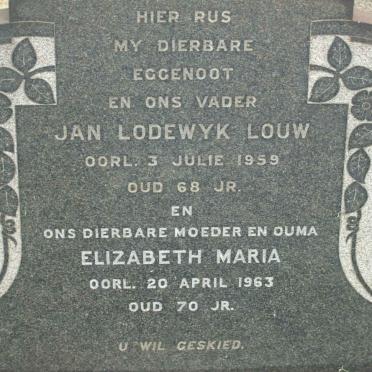 HIER RUS
MY DIERBARE
EGGENOOT
EN ONS VADER
JAN LODEWYK LOUW
OORL. 3 JULIE 1959
OUD 68 JR.
EN
ONS DIERBARE MOEDER EN OUMA
ELIZABETH MARIA
OORL. 20 APRIL 1963
OUD 70 JR.
U WIL GESKIED.